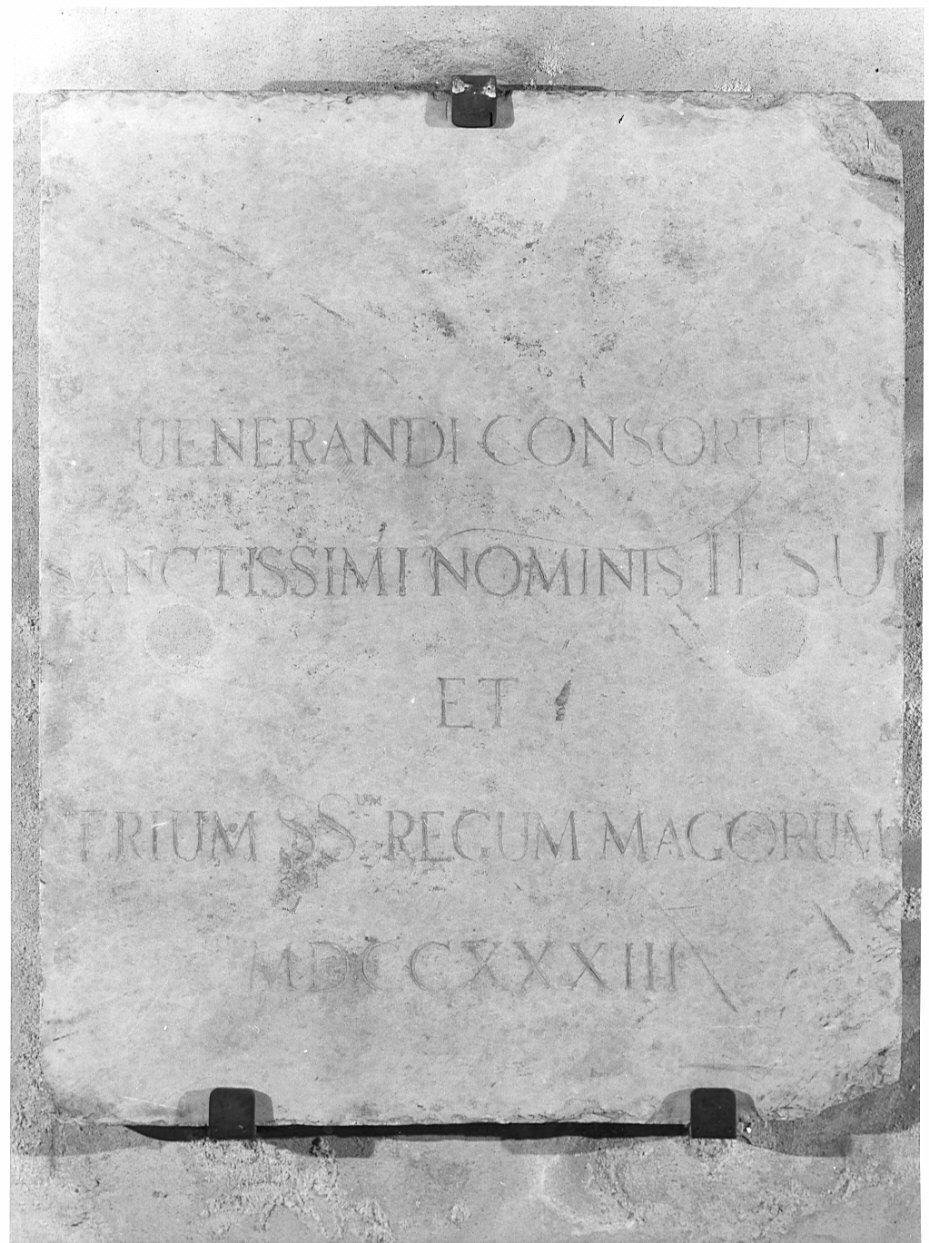 UENERANDI CONSORTU
SANCTISSIMI NOMINIS IESU
ET
TRIUM SS.ᵘᵐ REGUM MAGORUM
MDCCXXXIII